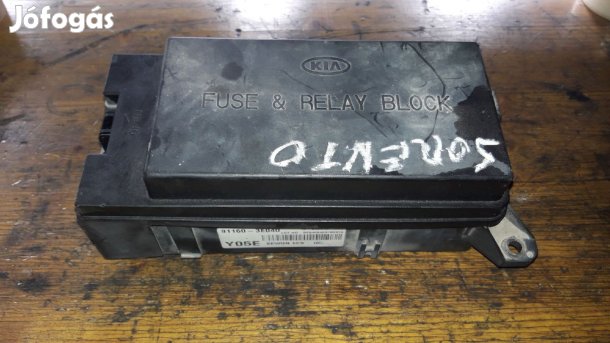 Jófogás
KIA
FUSE & RELAY BLOCK
SORENTO
91160-3E040
Y05E